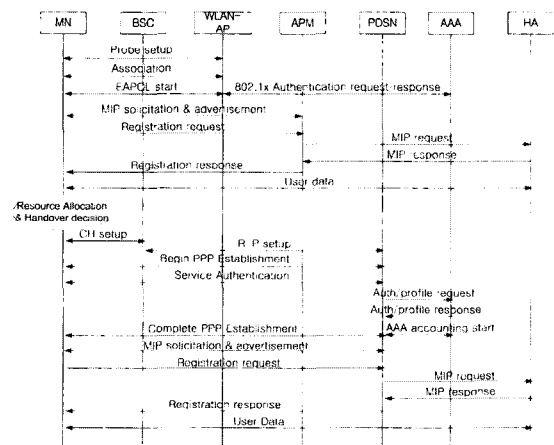 MN BSC WLAN-AP APM PDSN AAA HA
Probe setup
Association
EAPOL start 802.1x Authentication request response
MIP solicitation & advertisement
Registration request
MIP request
MIP response
Registration response
User data
/Resource Allocation
& Handover decision
CH setup
R P setup
Begin PPP Establishment
Service Authentication
Auth/profile request
Auth/profile response
Complete PPP Establishment AAA accounting start
MIP solicitation & advertisement
Registration request
MIP request
MIP response
Registration response
User Data